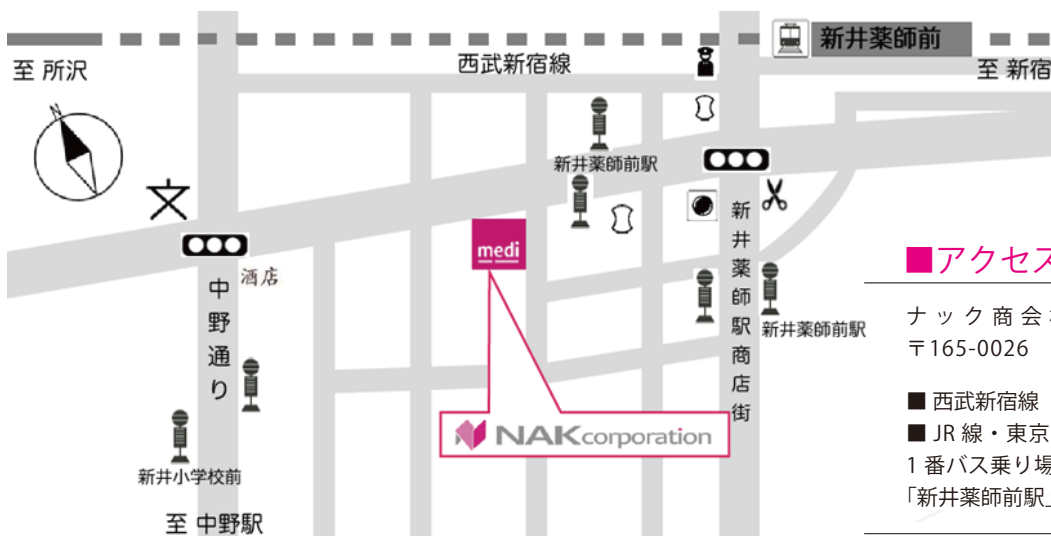 新井薬師前
至 所沢
西武新宿線
至 新宿
N
新井薬師前駅
文
medi
酒店
中野通り
新井薬師駅商店街
新井薬師前駅
NAKcorporation
新井小学校前
至 中野駅
■アクセス
ナック商会
〒165-0026
■ 西武新宿線
■ JR 線・東京
1 番バス乗り場
「新井薬師前駅」